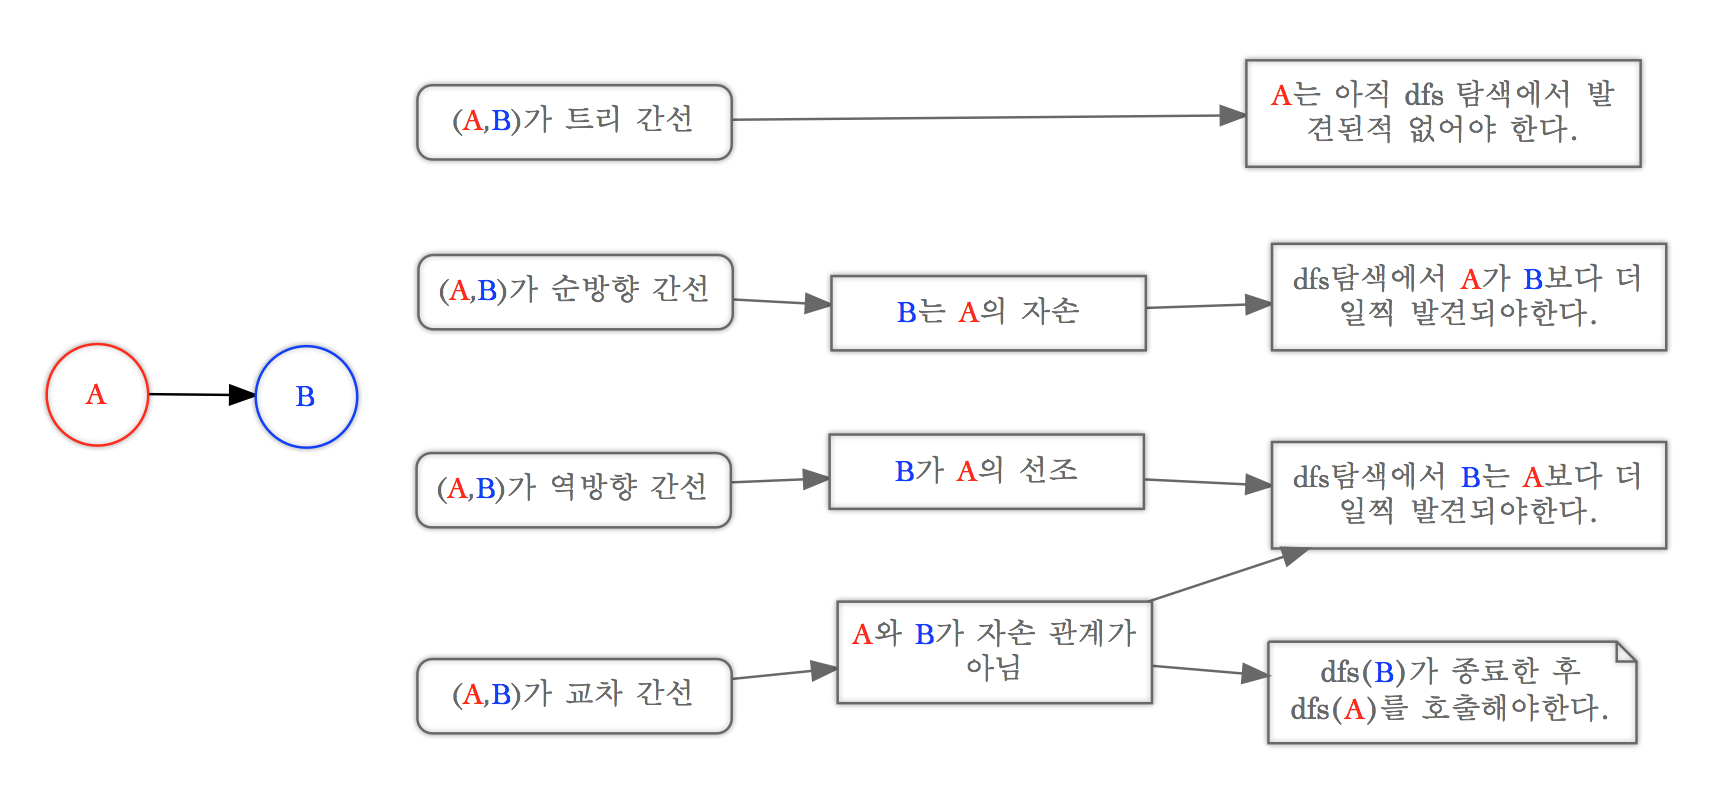 A
B
(A,B)가 트리 간선
A는 아직 dfs 탐색에서 발
견된적 없어야 한다.
(A,B)가 순방향 간선
B는 A의 자손
dfs탐색에서 A가 B보다 더
일찍 발견되야한다.
(A,B)가 역방향 간선
B가 A의 선조
dfs탐색에서 B는 A보다 더
일찍 발견되야한다.
(A,B)가 교차 간선
A와 B가 자손 관계가
아님
dfs(B)가 종료한 후
dfs(A)를 호출해야한다.